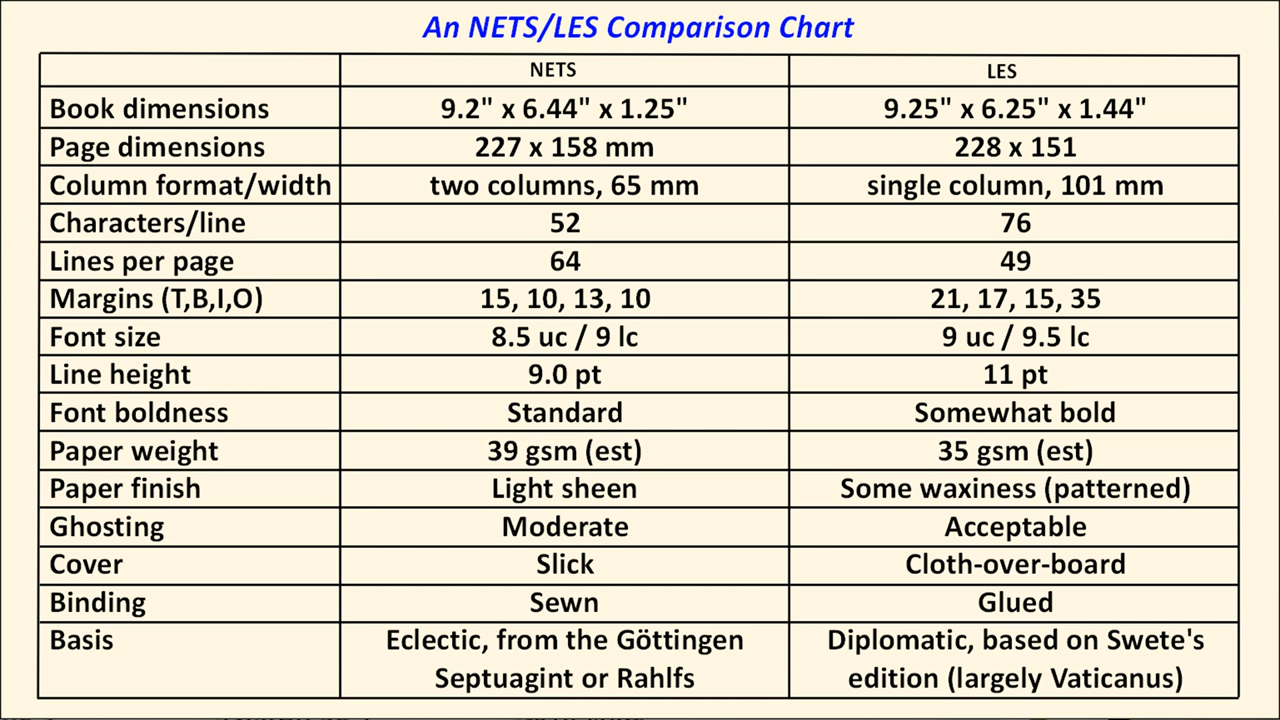 An NETS/LES Comparison Chart
NETS LES
Book dimensions 9.2" x 6.44" x 1.25" 9.25" x 6.25" x 1.44"
Page dimensions 227 x 158 mm 228 x 151
Column format/width two columns, 65 mm single column, 101 mm
Characters/line 52 76
Lines per page 64 49
Margins (T,B,I,O) 15, 10, 13, 10 21, 17, 15, 35
Font size 8.5 uc / 9 lc 9 uc / 9.5 lc
Line height 9.0 pt 11 pt
Font boldness Standard Somewhat bold
Paper weight 39 gsm (est) 35 gsm (est)
Paper finish Light sheen Some waxiness (patterned)
Ghosting Moderate Acceptable
Cover Slick Cloth-over-board
Binding Sewn Glued
Basis Eclectic, from the Göttingen Diplomatic, based on Swete's
Septuagint or Rahlfs edition (largely Vaticanus)